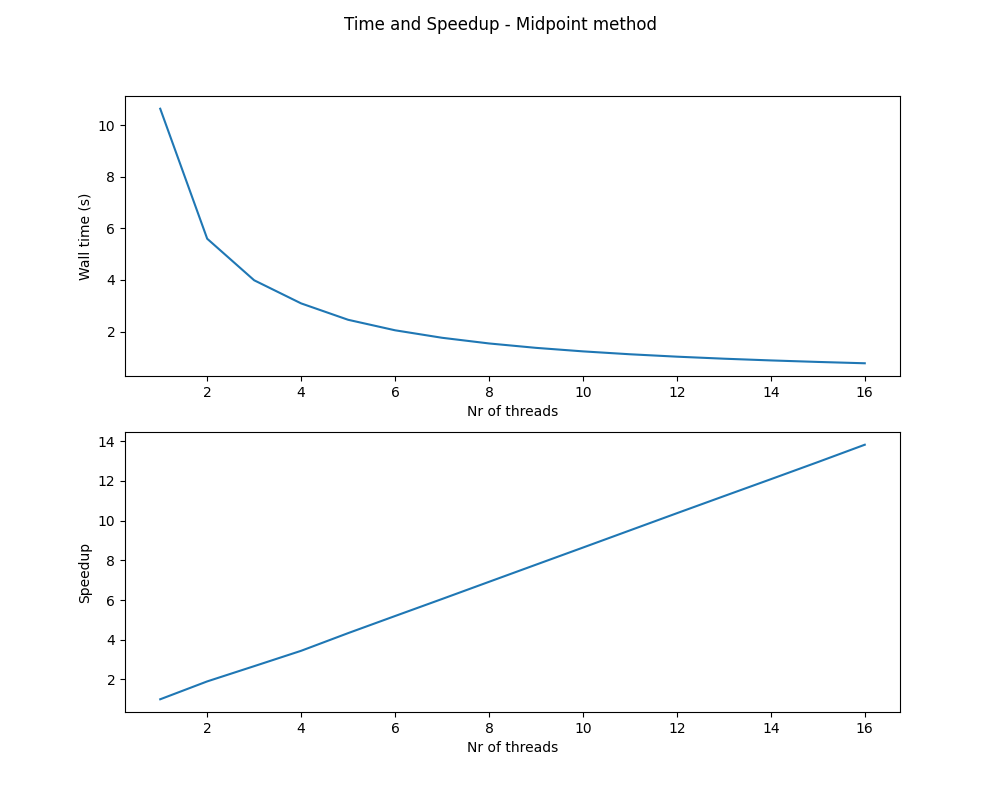 Time and Speedup - Midpoint method
10
8
6
4
2
Wall time (s)
2 4 6 8 10 12 14 16
Nr of threads
14
12
10
8
6
4
2
Speedup
2 4 6 8 10 12 14 16
Nr of threads